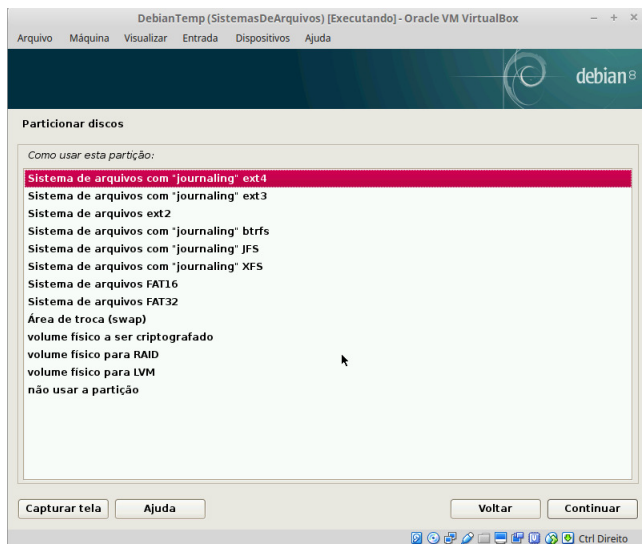 DebianTemp (SistemasDeArquivos) [Executando] - Oracle VM VirtualBox
Arquivo Máquina Visualizar Entrada Dispositivos Ajuda
debian 8
Particionar discos
Como usar esta partição:
Sistema de arquivos com "journaling" ext4
Sistema de arquivos com "journaling" ext3
Sistema de arquivos ext2
Sistema de arquivos com "journaling" btrfs
Sistema de arquivos com "journaling" JFS
Sistema de arquivos com "journaling" XFS
Sistema de arquivos FAT16
Sistema de arquivos FAT32
Área de troca (swap)
volume físico a ser criptografado
volume físico para RAID
volume físico para LVM
não usar a partição
Capturar tela Ajuda Voltar Continuar
Ctrl Direito